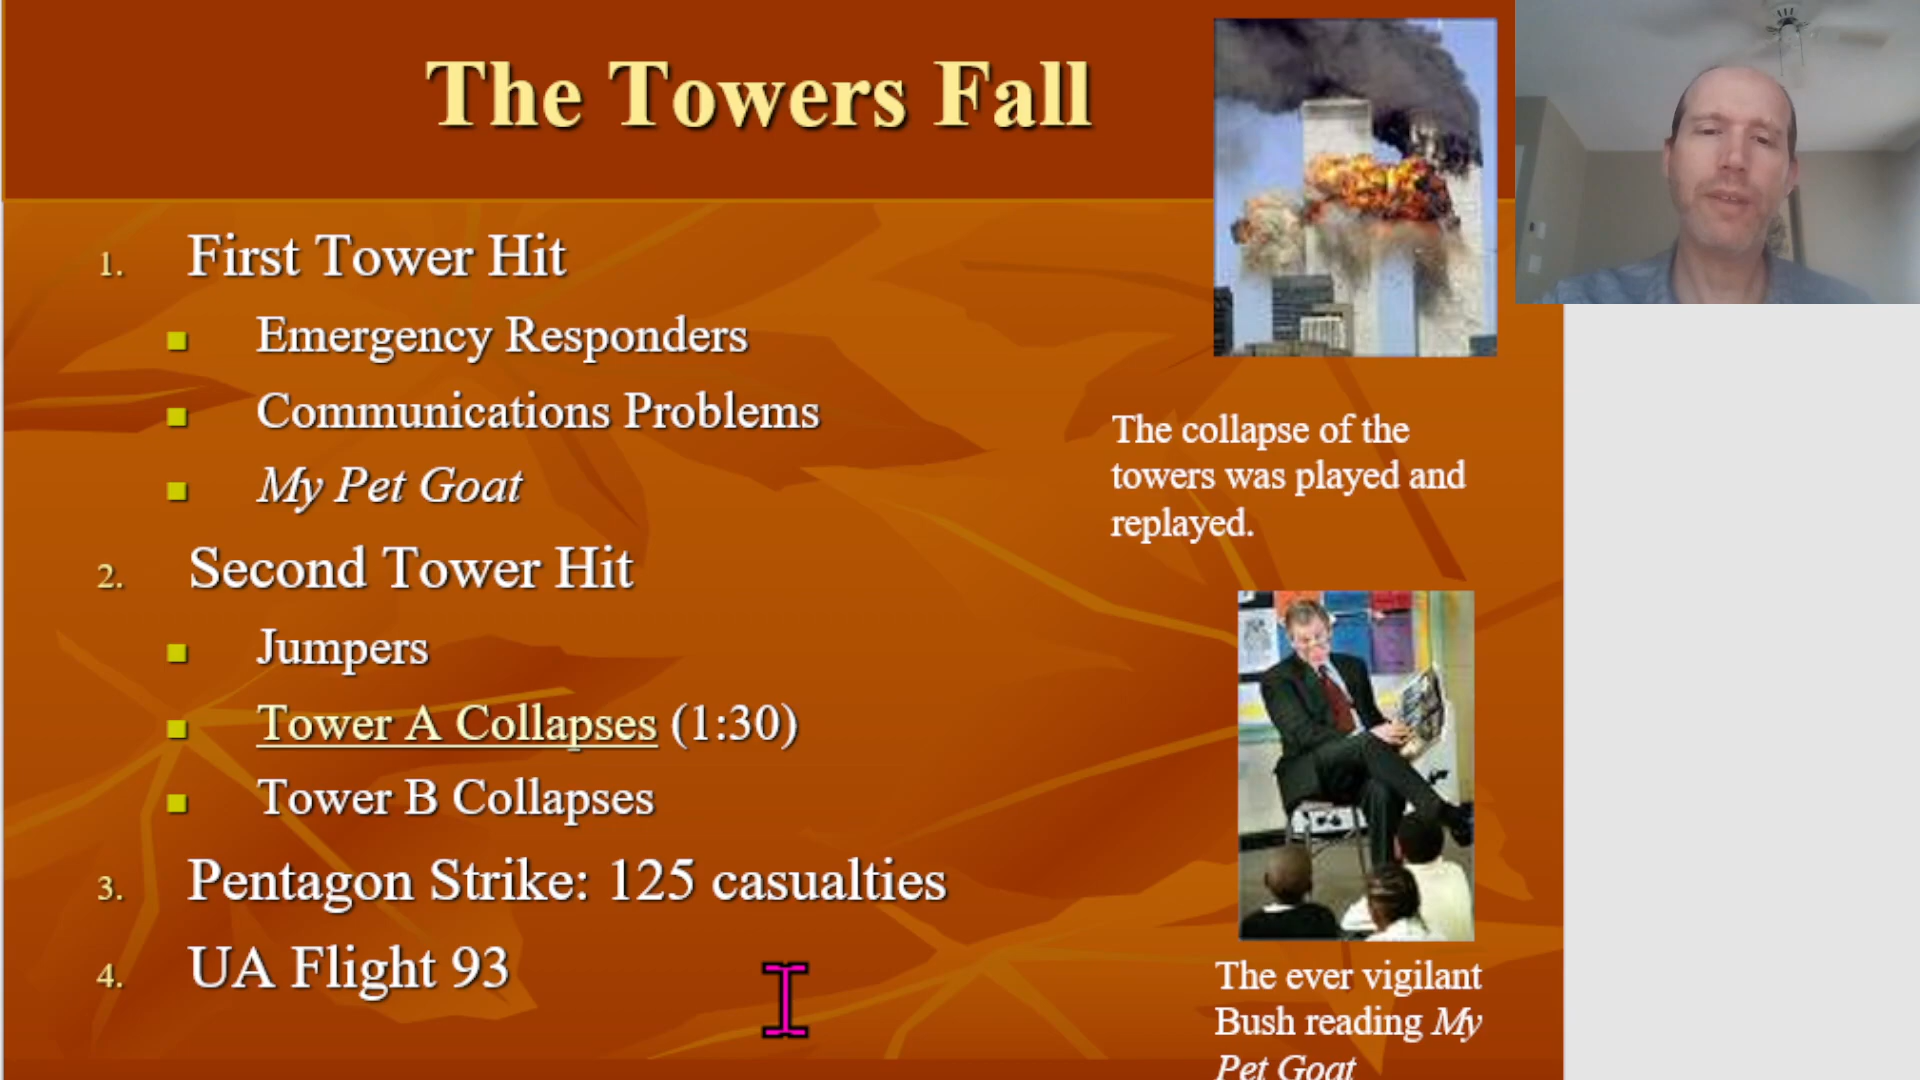 The Towers Fall
1. First Tower Hit
Emergency Responders
Communications Problems
My Pet Goat
2. Second Tower Hit
Jumpers
Tower A Collapses (1:30)
Tower B Collapses
3. Pentagon Strike: 125 casualties
4. UA Flight 93
The collapse of the
towers was played and
replayed.
The ever vigilant
Bush reading My
Pet Goat